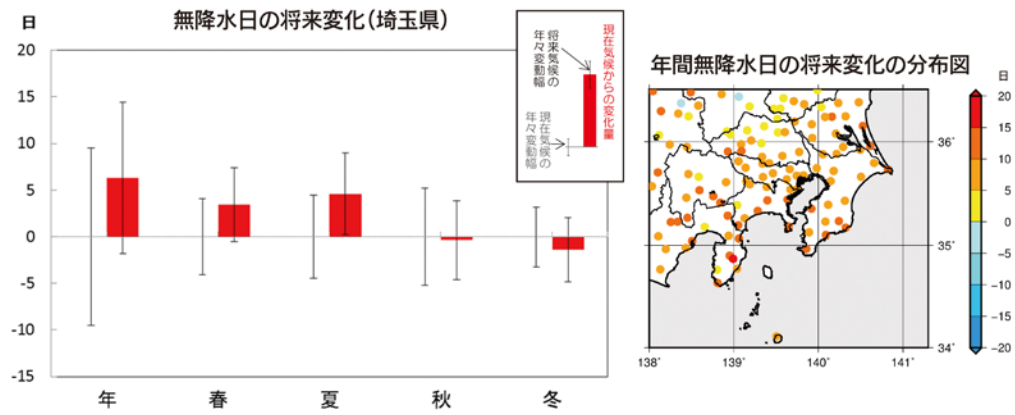 無降水日の将来変化（埼玉県）
日
20
15
10
5
0
-5
-10
-15
年
春
夏
秋
冬
現在気候からの変化量
将来気候の
年々変動幅
現在気候の
年々変動幅
年間無降水日の将来変化の分布図
日
20
15
10
5
0
-5
-10
-15
-20
36°
35°
34°
138°
139°
140°
141°